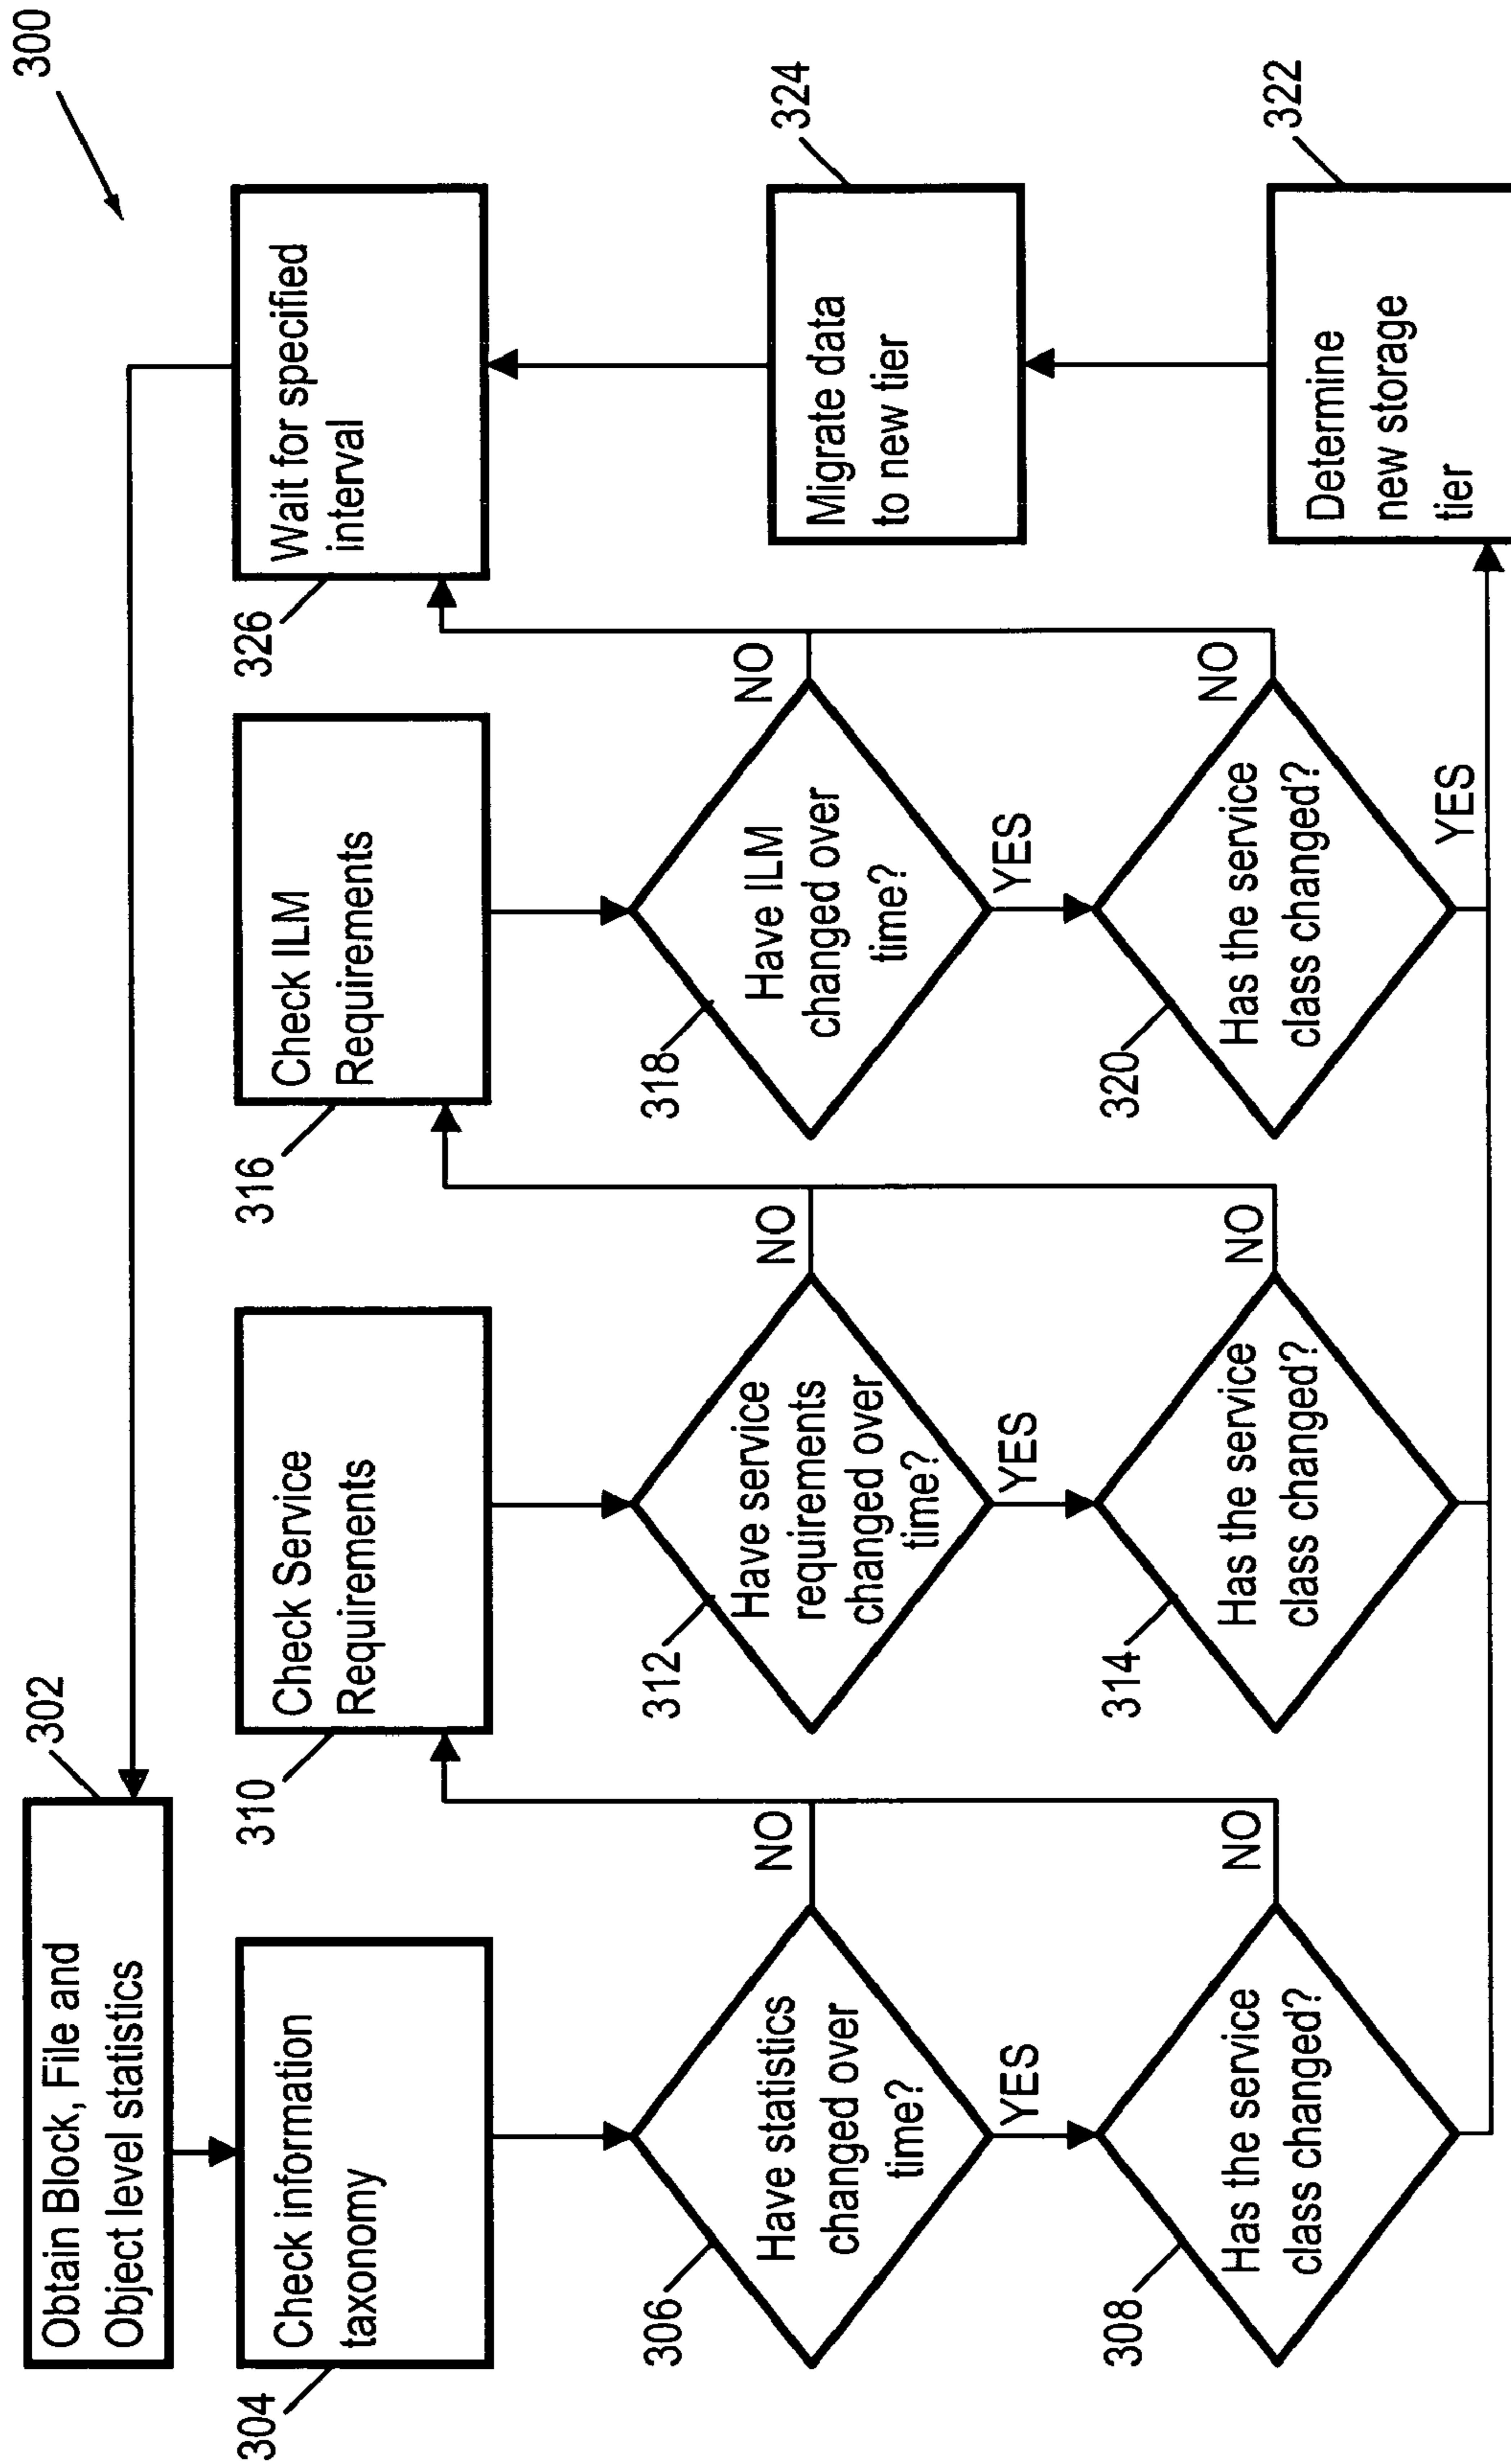 300
302
Obtain Block, File and
Object level statistics
304
Check information
taxonomy
306
Have statistics
changed over
time?
NO
YES
308
Has the service
class changed?
NO
310
Check Service
Requirements
312
Have service
requirements
changed over
time?
NO
YES
314
Has the service
class changed?
NO
316
Check ILM
Requirements
318
Have ILM
changed over
time?
NO
YES
320
Has the service
class changed?
NO
YES
326
Wait for specified
interval
324
Migrate data
to new tier
322
Determine
new storage
tier